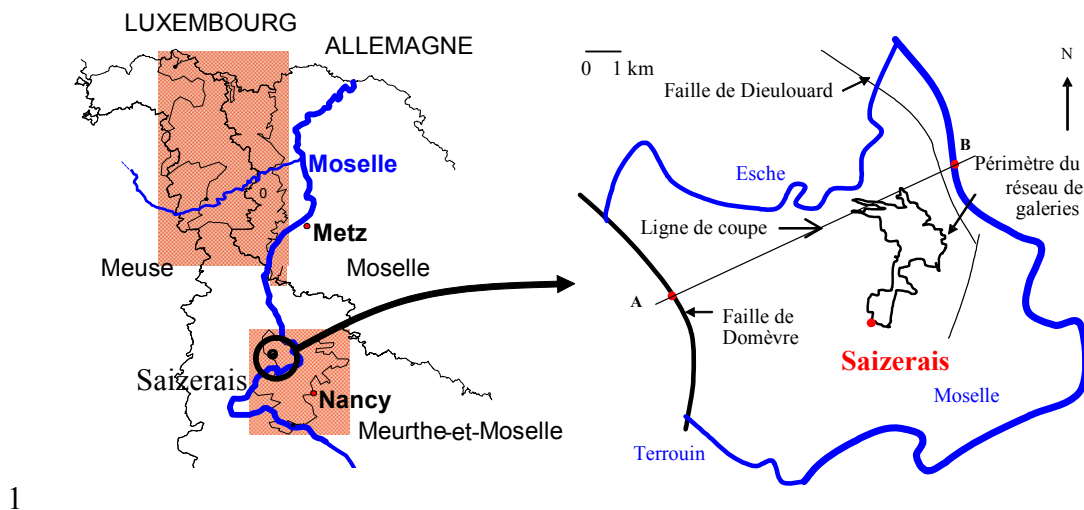 LUXEMBOURG
ALLEMAGNE
Moselle
Metz
Meuse
Moselle
Saizerais
Nancy
Meurthe-et-Moselle
0 1 km
N
Faille de Dieulouard
B
Périmètre du
réseau de
galeries
Esche
Ligne de coupe
A
Faille de
Domèvre
Saizerais
Moselle
Terrouin
1